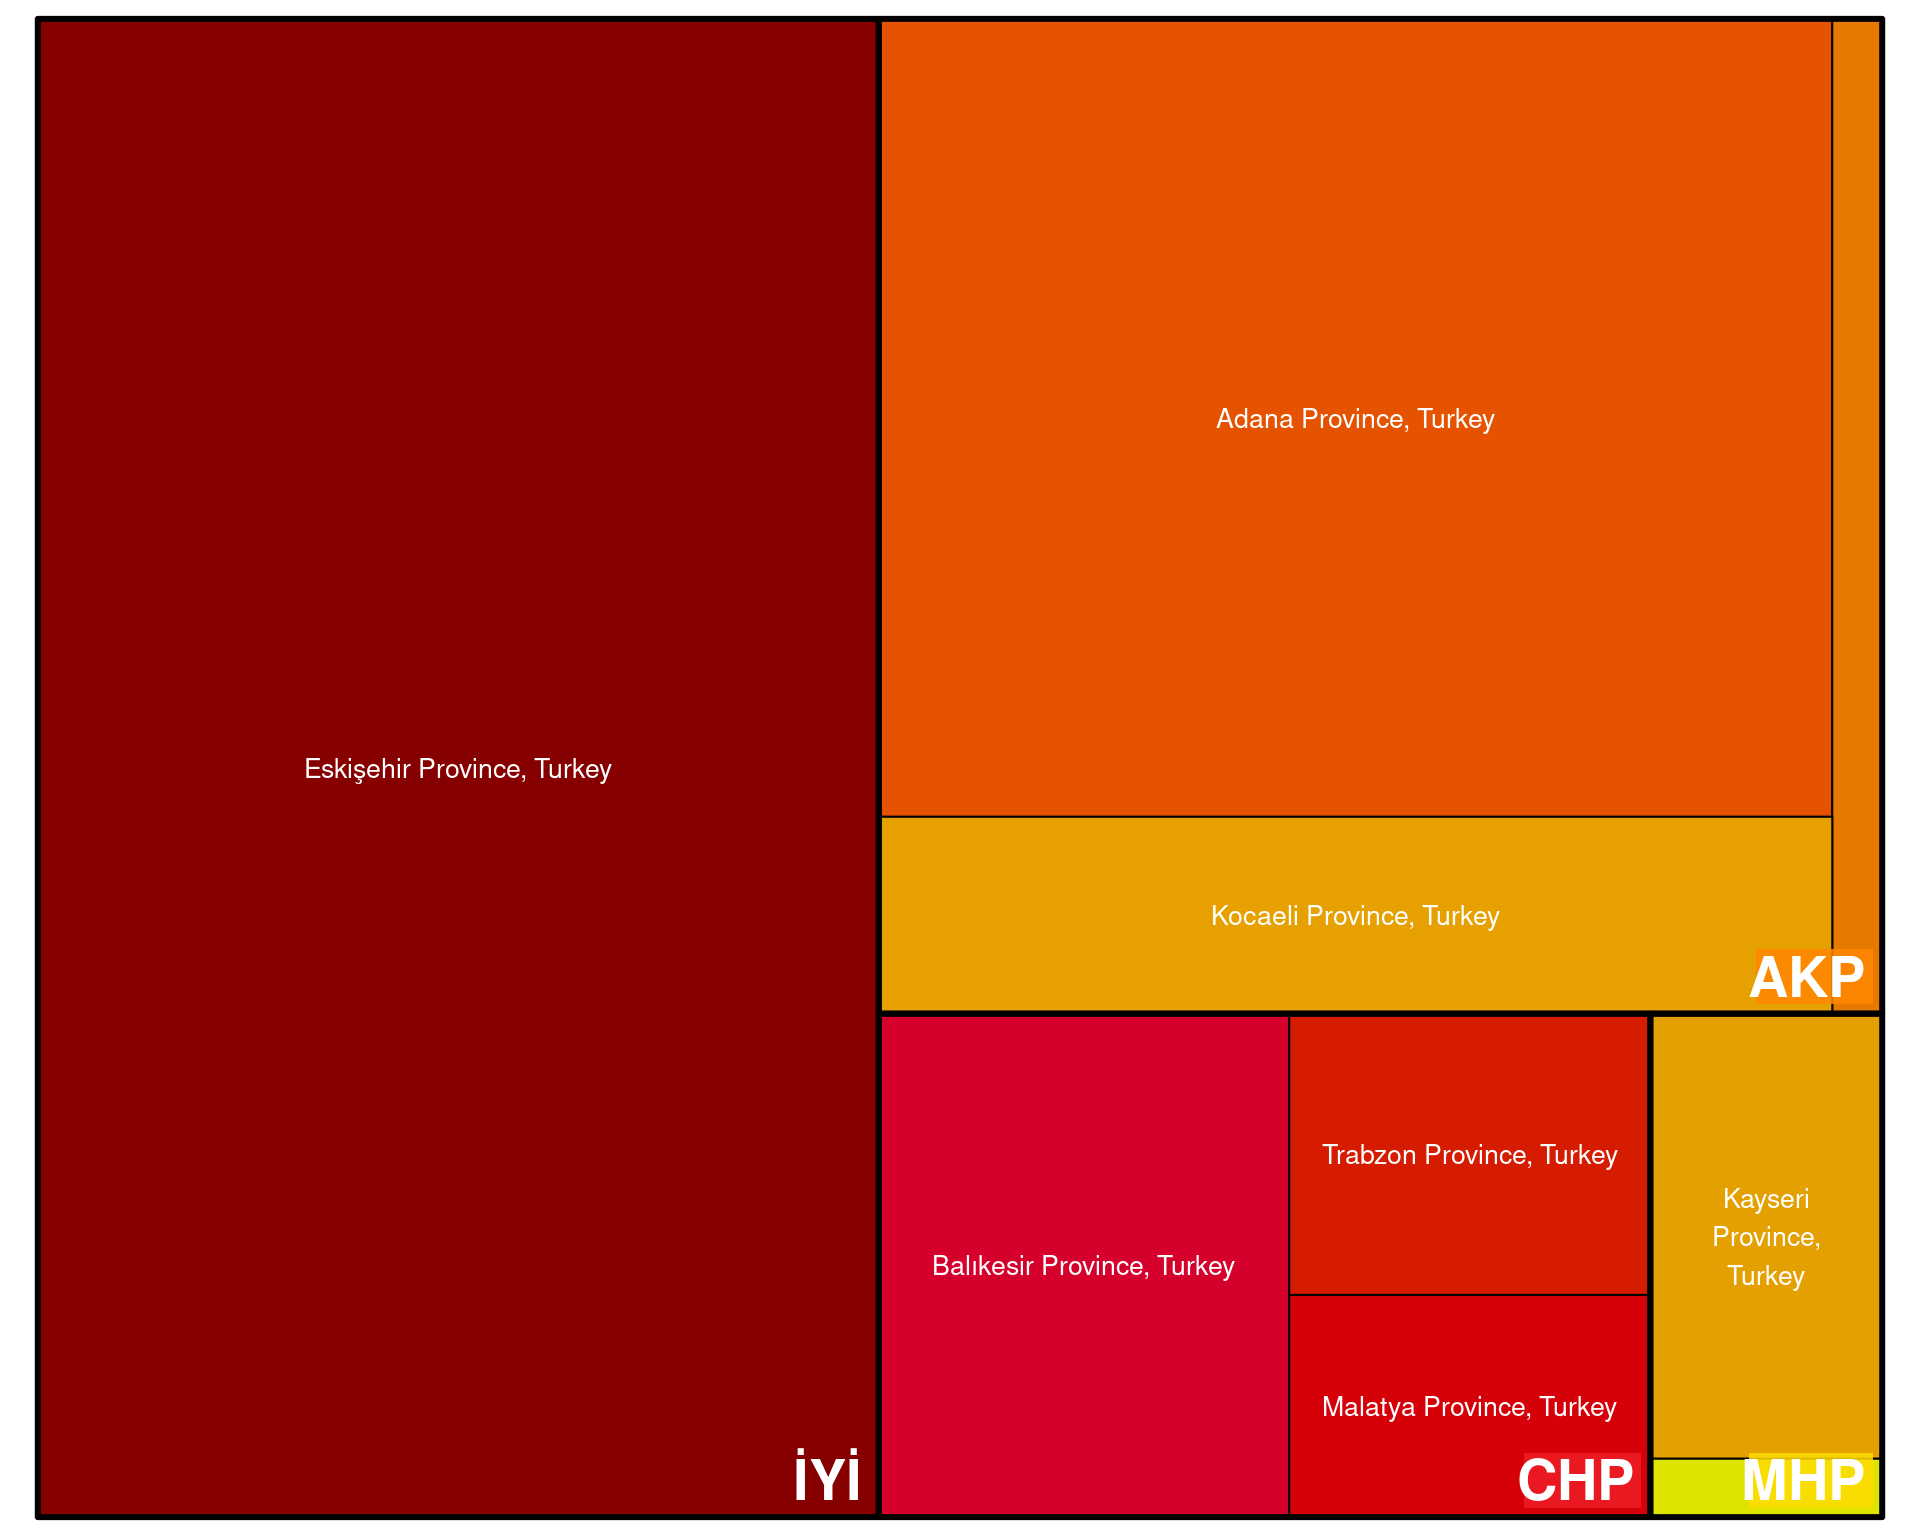 Adana Province, Turkey
Eskişehir Province, Turkey
Kocaeli Province, Turkey
AKP
Trabzon Province, Turkey
Kayseri
Province,
Turkey
Balıkesir Province, Turkey
Malatya Province, Turkey
İYİ
CHP
MHP